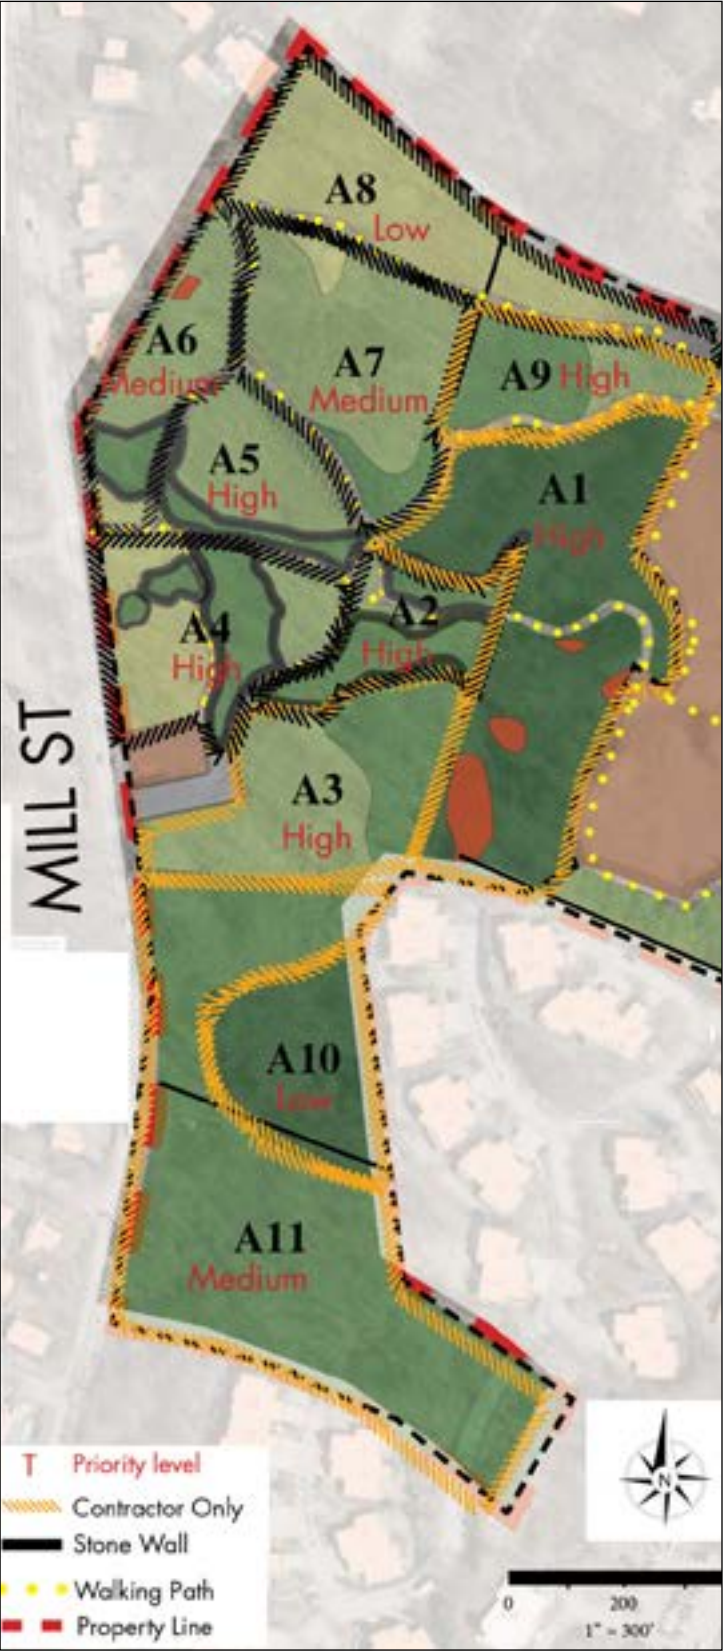 A8
Low
A6
Medium
A7
Medium
A9 High
A5
High
A1
High
A2
High
A4
High
MILL ST
A3
High
A10
Low
A11
Medium
N
T Priority level
Contractor Only
Stone Wall
Walking Path
Property Line
0 200
1" = 300'